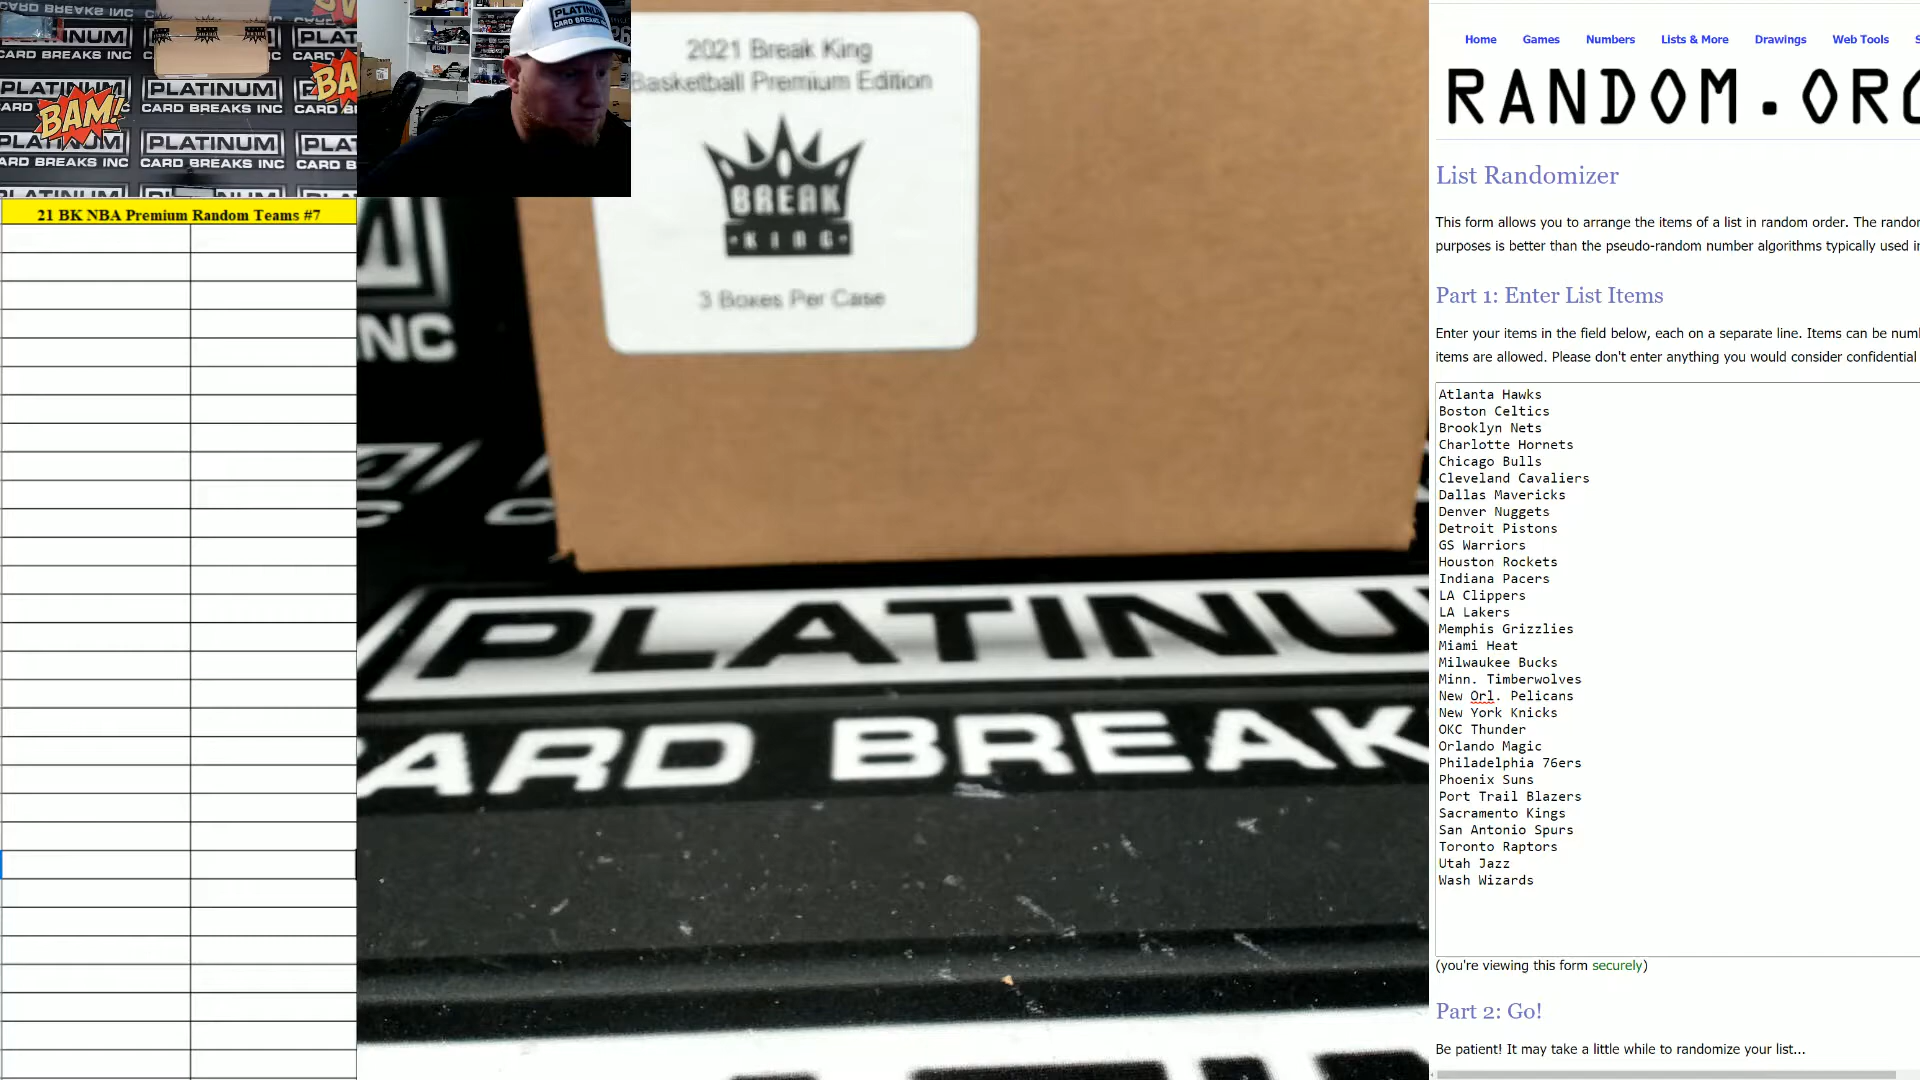 PLATINUM
CARD BREAKS INC
BAM!
PLATINUM
CARD BREAKS INC
21 BK NBA Premium Random Teams #7
2021 Break King
Basketball Premium Edition
BREAK
KING
3 Boxes Per Case
INC
PLATINU
CARD BREAK
Home
Games
Numbers
Lists & More
Drawings
Web Tools
RANDOM.ORG
List Randomizer
This form allows you to arrange the items of a list in random order. The random
purposes is better than the pseudo-random number algorithms typically used in
Part 1: Enter List Items
Enter your items in the field below, each on a separate line. Items can be num
items are allowed. Please don't enter anything you would consider confidential
Atlanta Hawks
Boston Celtics
Brooklyn Nets
Charlotte Hornets
Chicago Bulls
Cleveland Cavaliers
Dallas Mavericks
Denver Nuggets
Detroit Pistons
GS Warriors
Houston Rockets
Indiana Pacers
LA Clippers
LA Lakers
Memphis Grizzlies
Miami Heat
Milwaukee Bucks
Minn. Timberwolves
New Orl. Pelicans
New York Knicks
OKC Thunder
Orlando Magic
Philadelphia 76ers
Phoenix Suns
Port Trail Blazers
Sacramento Kings
San Antonio Spurs
Toronto Raptors
Utah Jazz
Wash Wizards
(you're viewing this form securely)
Part 2: Go!
Be patient! It may take a little while to randomize your list...